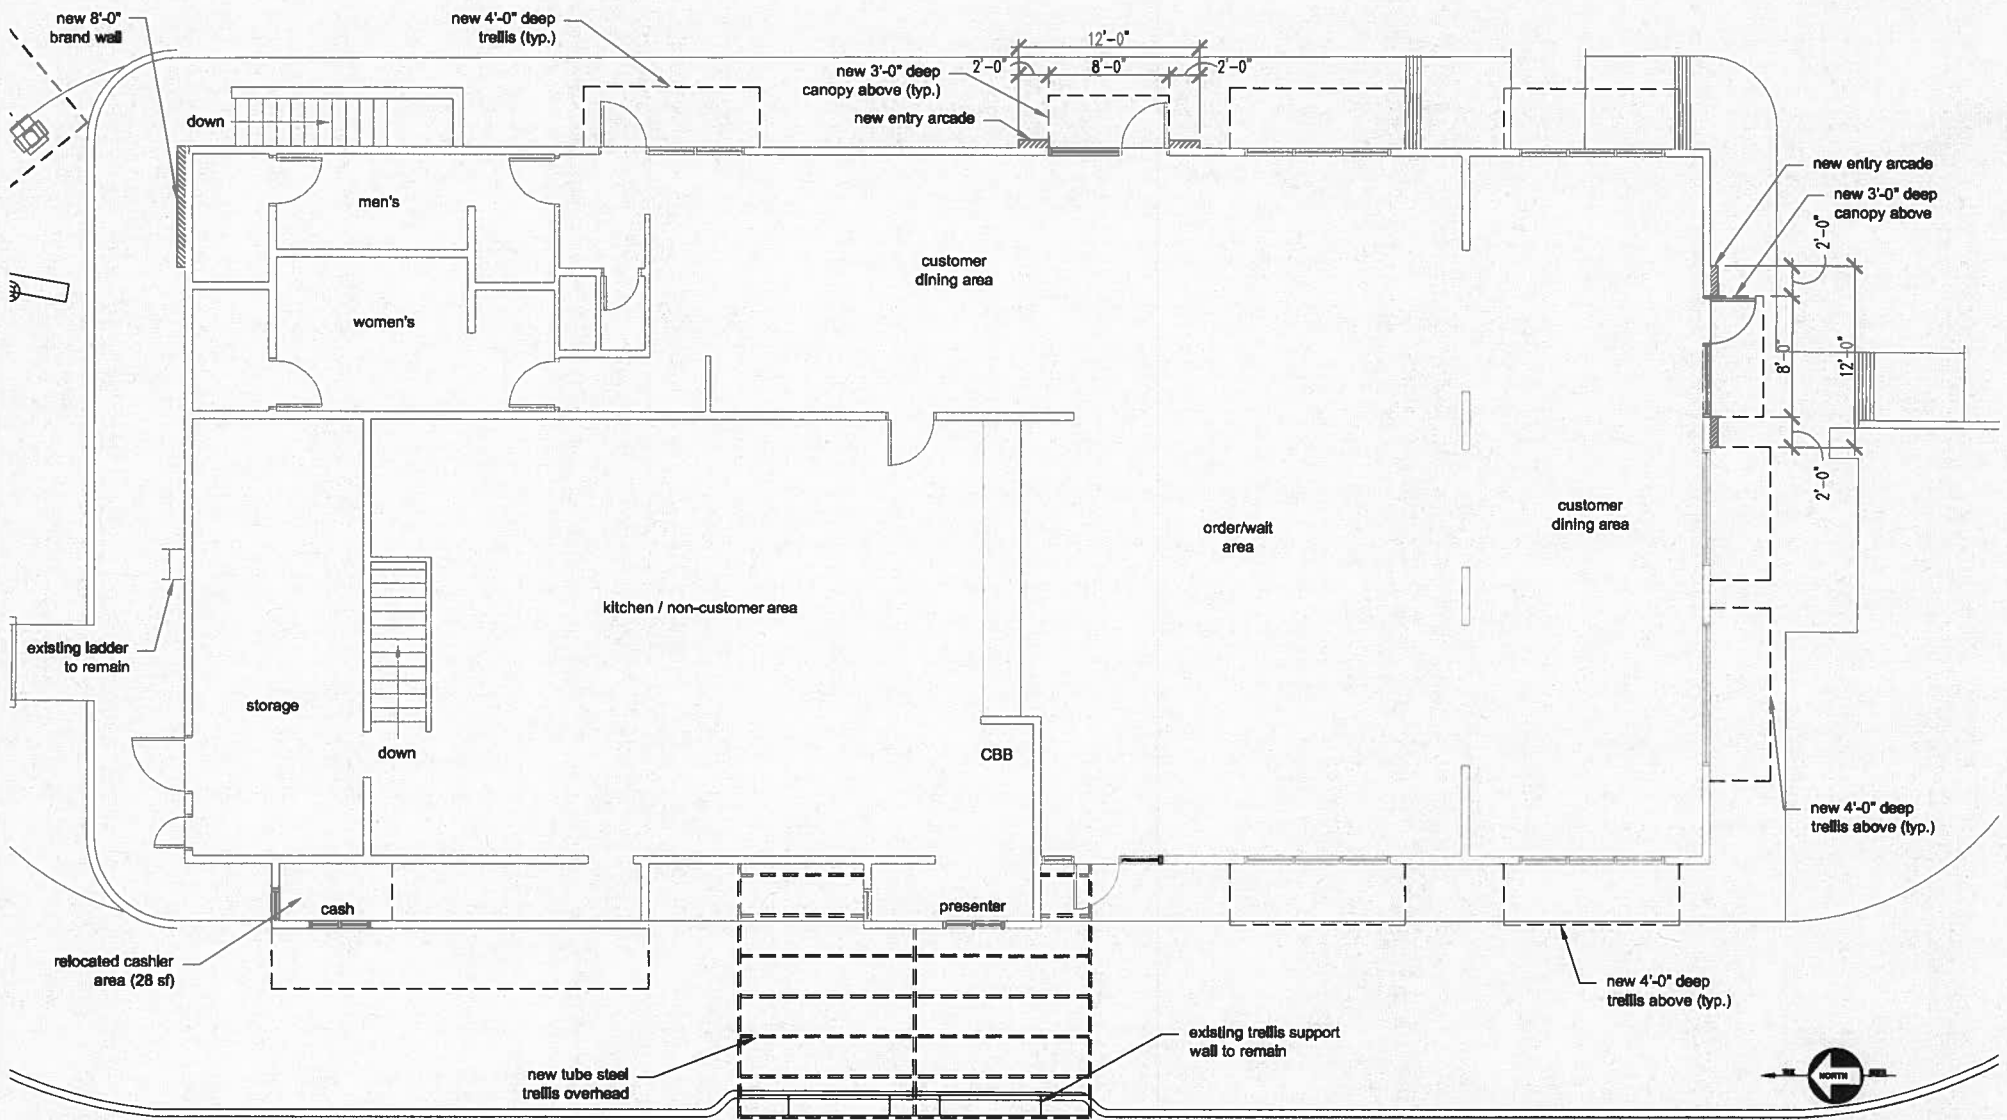 new 8'-0"
brand wall
new 4'-0" deep
trellis (typ.)
12'-0"
2'-0"
8'-0"
2'-0"
new 3'-0" deep
canopy above (typ.)
new entry arcade
down
men's
women's
customer
dining area
new entry arcade
new 3'-0" deep
canopy above
2'-0"
8'-0"
12'-0"
2'-0"
customer
dining area
order/wait
area
kitchen / non-customer area
existing ladder
to remain
storage
down
CBB
new 4'-0" deep
trellis above (typ.)
cash
presenter
relocated cashier
area (28 sf)
new 4'-0" deep
trellis above (typ.)
existing trellis support
wall to remain
new tube steel
trellis overhead
NORTH